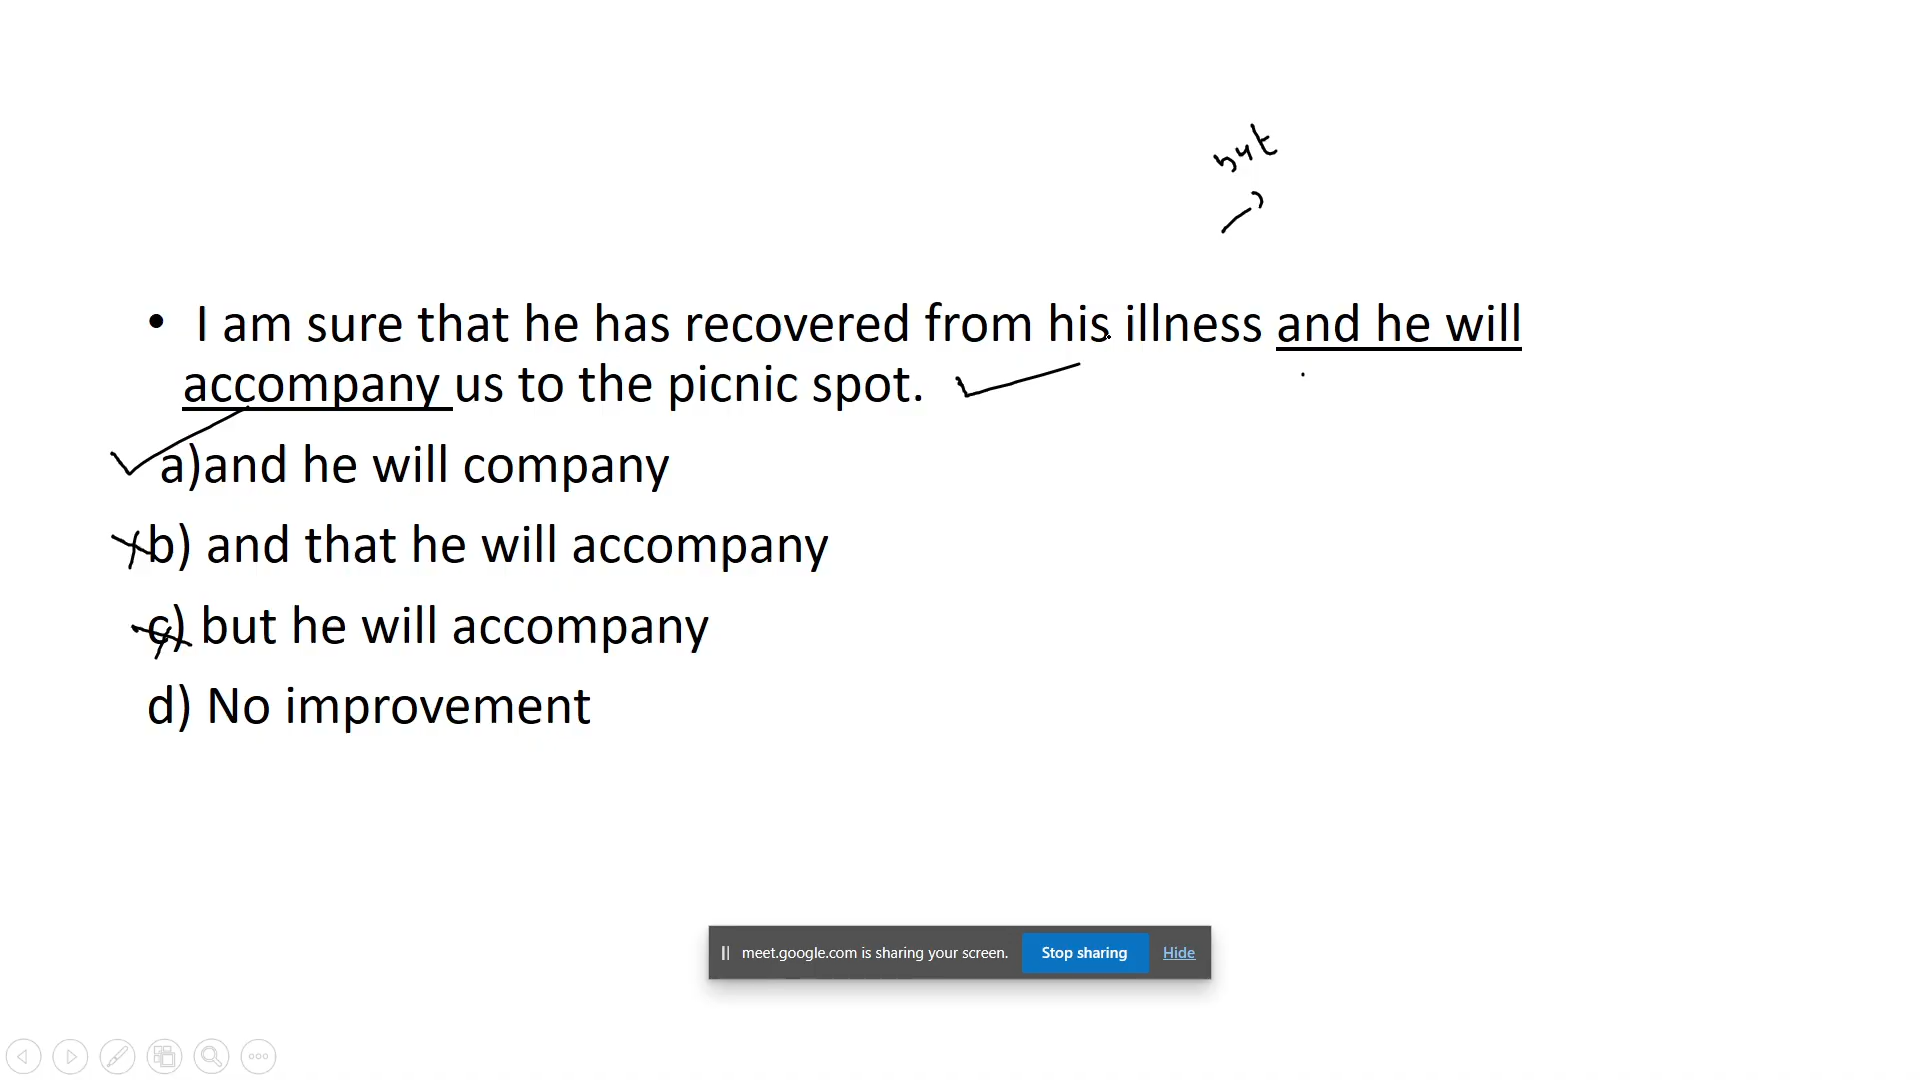 but
• I am sure that he has recovered from his illness and he will
accompany us to the picnic spot.
a)and he will company
b) and that he will accompany
c) but he will accompany
d) No improvement
meet.google.com is sharing your screen. Stop sharing Hide